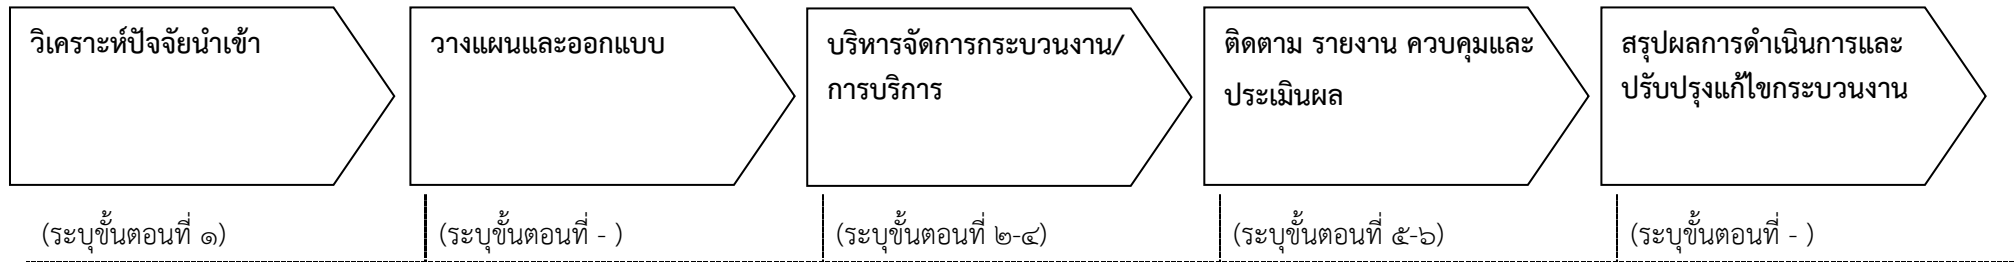 วิเคราะห์ปัจจัยนำเข้า
วางแผนและออกแบบ
บริหารจัดการกระบวนงาน/
การบริการ
ติดตาม รายงาน ควบคุมและ
ประเมินผล
สรุปผลการดำเนินการและ
ปรับปรุงแก้ไขกระบวนงาน
(ระบุขั้นตอนที่ ๑)
(ระบุขั้นตอนที่ - )
(ระบุขั้นตอนที่ ๒-๔)
(ระบุขั้นตอนที่ ๕-๖)
(ระบุขั้นตอนที่ - )